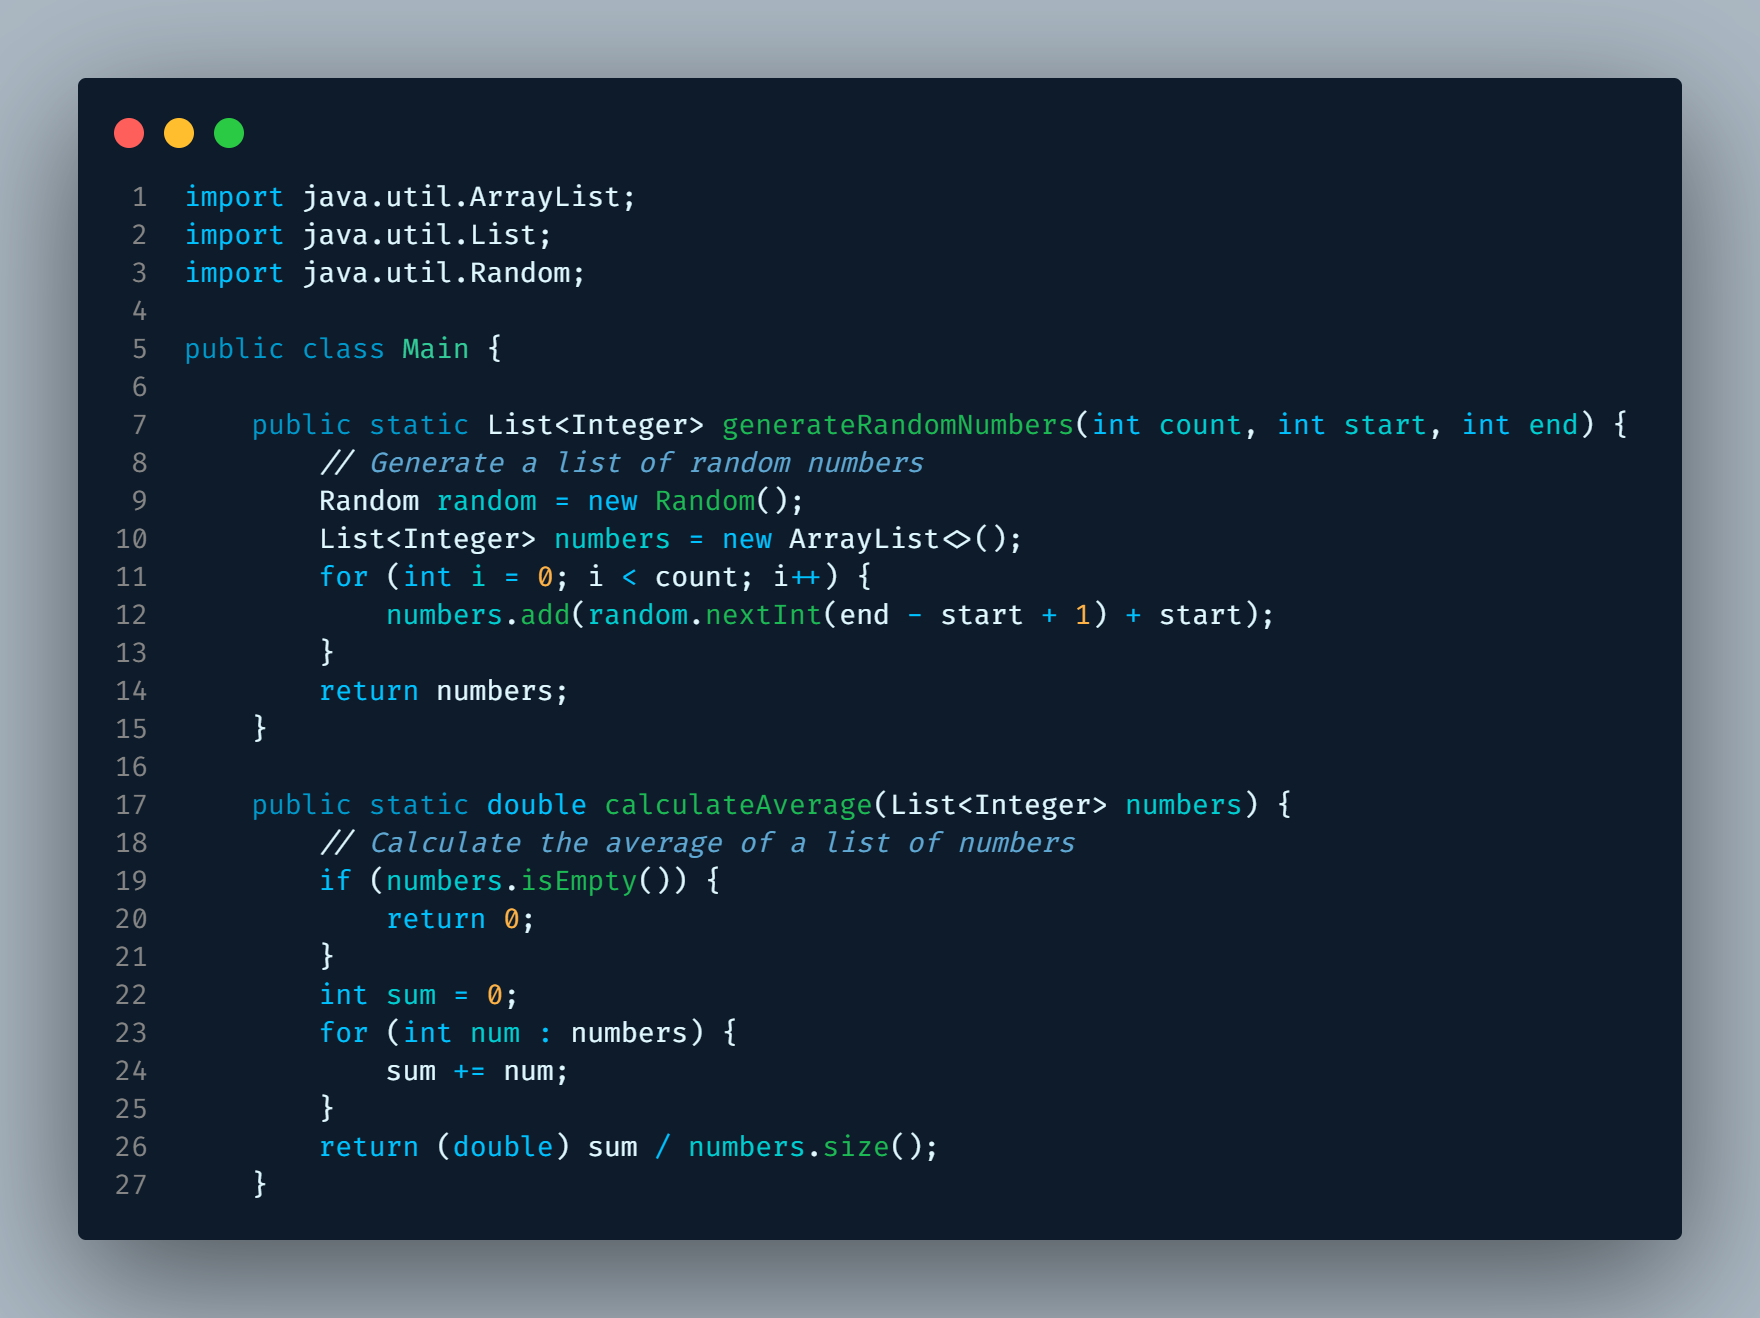 1 import java.util.ArrayList;
2 import java.util.List;
3 import java.util.Random;
4
5 public class Main {
6
7     public static List<Integer> generateRandomNumbers(int count, int start, int end) {
8         // Generate a list of random numbers
9         Random random = new Random();
10         List<Integer> numbers = new ArrayList<>();
11         for (int i = 0; i < count; i++) {
12             numbers.add(random.nextInt(end - start + 1) + start);
13         }
14         return numbers;
15     }
16
17     public static double calculateAverage(List<Integer> numbers) {
18         // Calculate the average of a list of numbers
19         if (numbers.isEmpty()) {
20             return 0;
21         }
22         int sum = 0;
23         for (int num : numbers) {
24             sum += num;
25         }
26         return (double) sum / numbers.size();
27     }